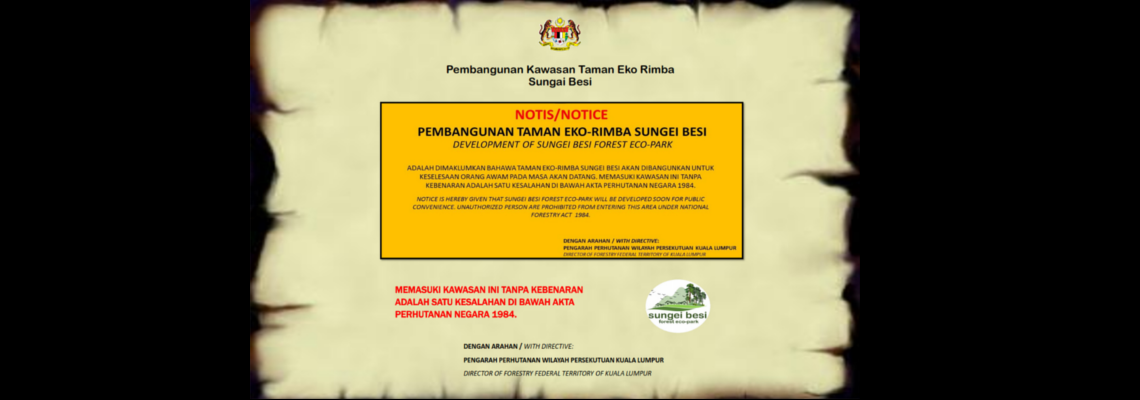 Pembangunan Kawasan Taman Eko Rimba
Sungai Besi
NOTIS/NOTICE
PEMBANGUNAN TAMAN EKO-RIMBA SUNGEI BESI
DEVELOPMENT OF SUNGEI BESI FOREST ECO-PARK
ADALAH DIMAKLUMKAN BAHAWA TAMAN EKO-RIMBA SUNGEI BESI AKAN DIBANGUNKAN UNTUK
KESELESAAN ORANG AWAM PADA MASA AKAN DATANG. MEMASUKI KAWASAN INI TANPA
KEBENARAN ADALAH SATU KESALAHAN DI BAWAH AKTA PERHUTANAN NEGARA 1984.
NOTICE IS HEREBY GIVEN THAT SUNGEI BESI FOREST ECO-PARK WILL BE DEVELOPED SOON FOR PUBLIC
CONVENIENCE. UNAUTHORIZED PERSON ARE PROHIBITED FROM ENTERING THIS AREA UNDER NATIONAL
FORESTRY ACT 1984.
DENGAN ARAHAN / WITH DIRECTIVE:
PENGARAH PERHUTANAN WILAYAH PERSEKUTUAN KUALA LUMPUR
DIRECTOR OF FORESTRY FEDERAL TERRITORY OF KUALA LUMPUR
MEMASUKI KAWASAN INI TANPA KEBENARAN
ADALAH SATU KESALAHAN DI BAWAH AKTA
PERHUTANAN NEGARA 1984.
sungei besi
forest eco-park
DENGAN ARAHAN / WITH DIRECTIVE:
PENGARAH PERHUTANAN WILAYAH PERSEKUTUAN KUALA LUMPUR
DIRECTOR OF FORESTRY FEDERAL TERRITORY OF KUALA LUMPUR